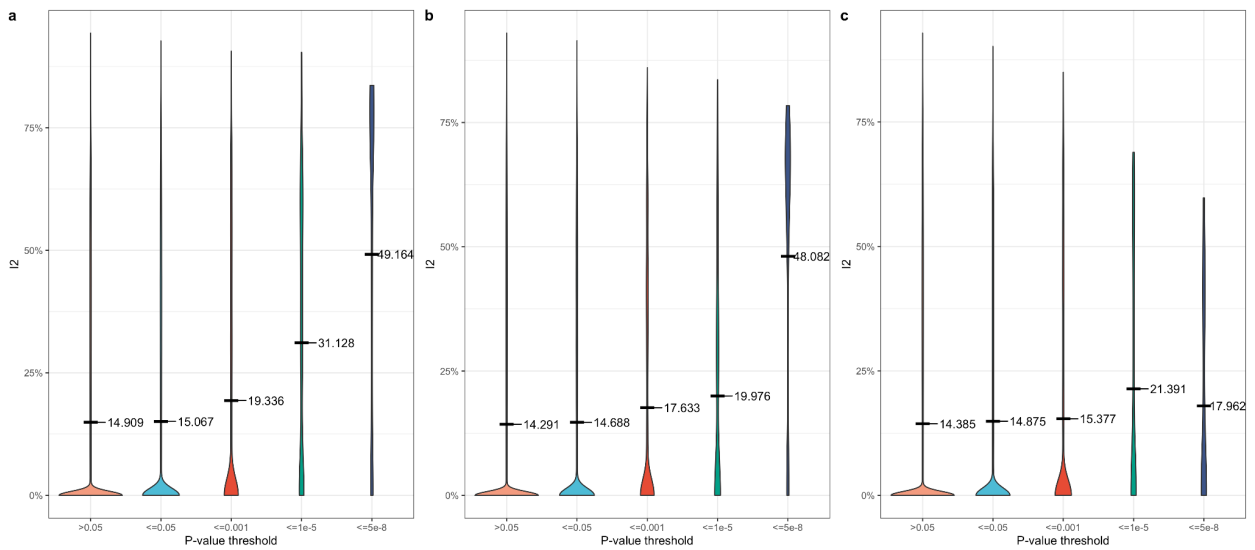 a
75%
50%
25%
0%
I2
14.909
15.067
19.336
31.128
49.164
>0.05
<=0.05
<=0.001
<=1e-5
<=5e-8
P-value threshold
b
75%
50%
25%
0%
I2
14.291
14.688
17.633
19.976
48.082
>0.05
<=0.05
<=0.001
<=1e-5
<=5e-8
P-value threshold
c
75%
50%
25%
0%
I2
14.385
14.875
15.377
21.391
17.962
>0.05
<=0.05
<=0.001
<=1e-5
<=5e-8
P-value threshold